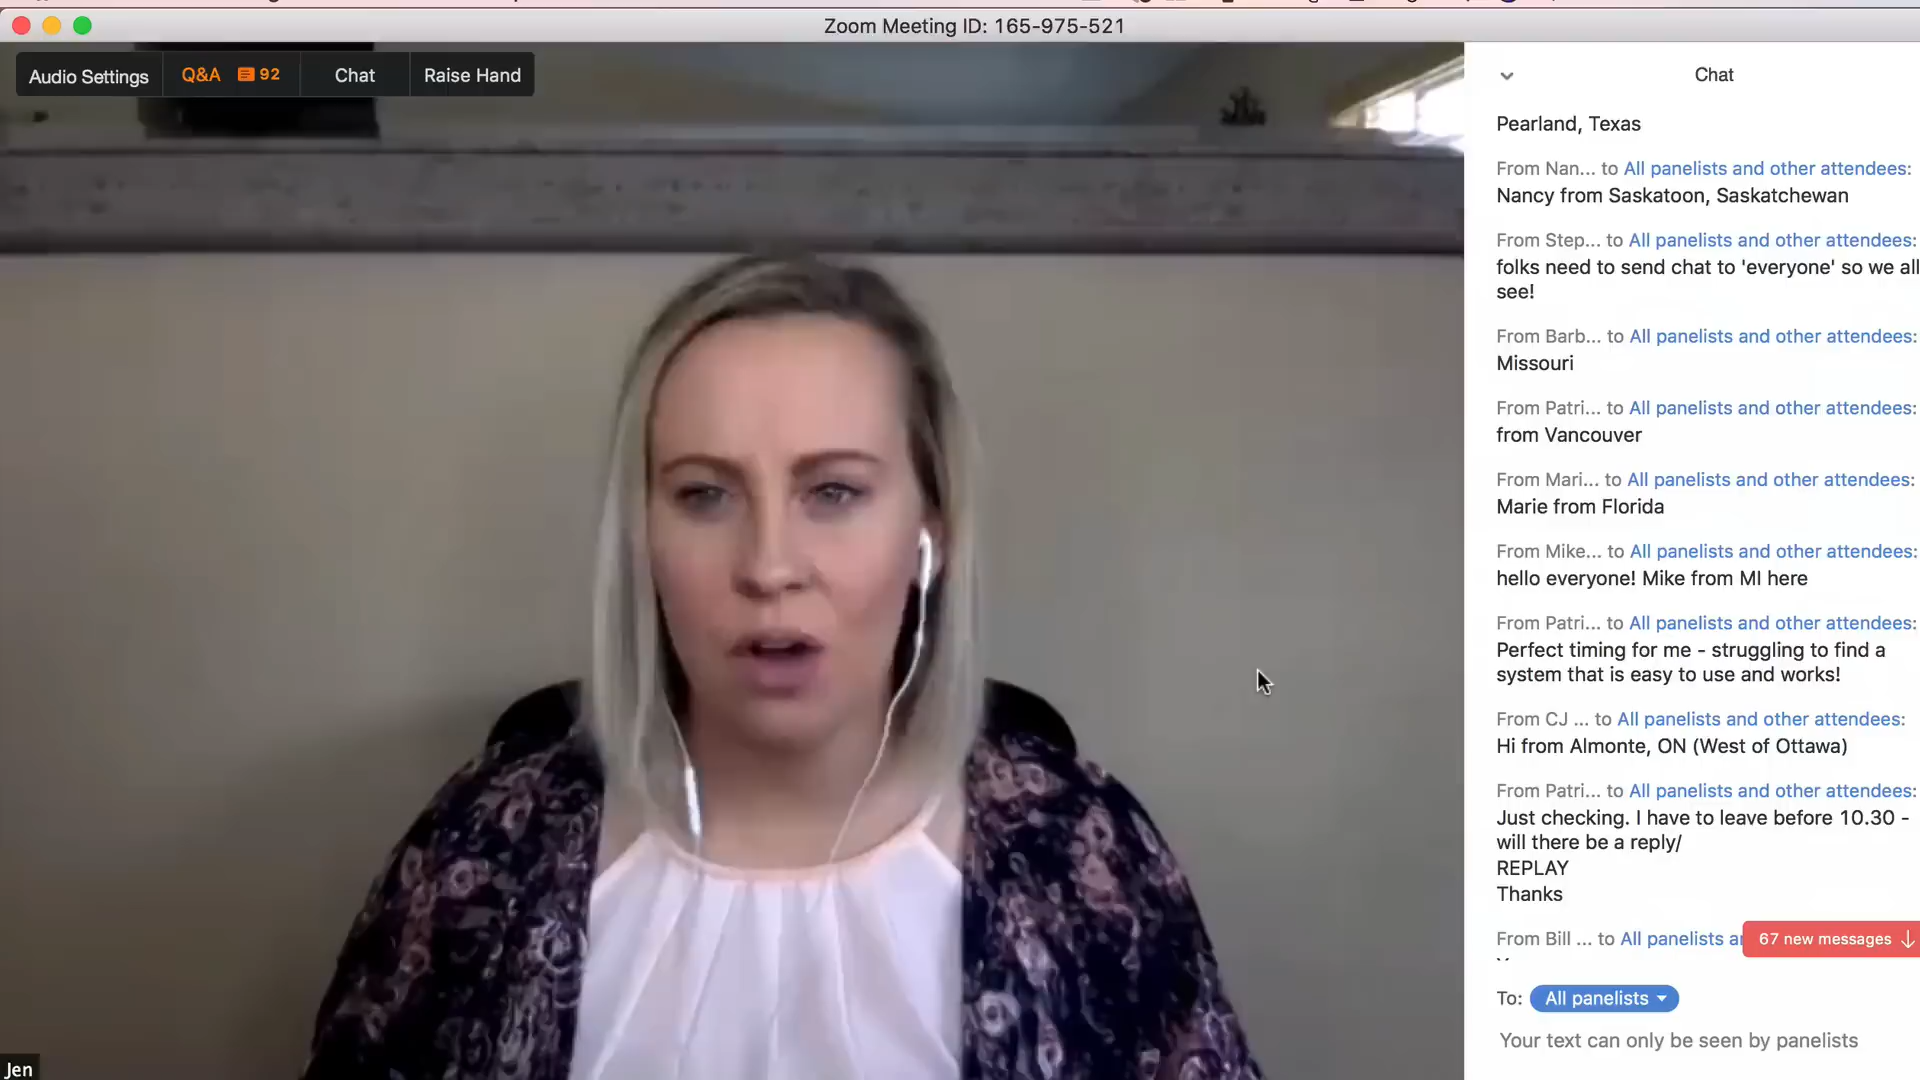 Zoom Meeting ID: 165-975-521
Audio Settings
Q&A 92
Chat
Raise Hand
Chat
Pearland, Texas
From Nan... to All panelists and other attendees:
Nancy from Saskatoon, Saskatchewan
From Step... to All panelists and other attendees:
folks need to send chat to 'everyone' so we all
see!
From Barb... to All panelists and other attendees:
Missouri
From Patri... to All panelists and other attendees:
from Vancouver
From Mari... to All panelists and other attendees:
Marie from Florida
From Mike... to All panelists and other attendees:
hello everyone! Mike from MI here
From Patri... to All panelists and other attendees:
Perfect timing for me - struggling to find a
system that is easy to use and works!
From CJ ... to All panelists and other attendees:
Hi from Almonte, ON (West of Ottawa)
From Patri... to All panelists and other attendees:
Just checking. I have to leave before 10.30 -
will there be a reply/
REPLAY
Thanks
From Bill ... to All panelists
67 new messages
To: All panelists
Your text can only be seen by panelists
Jen